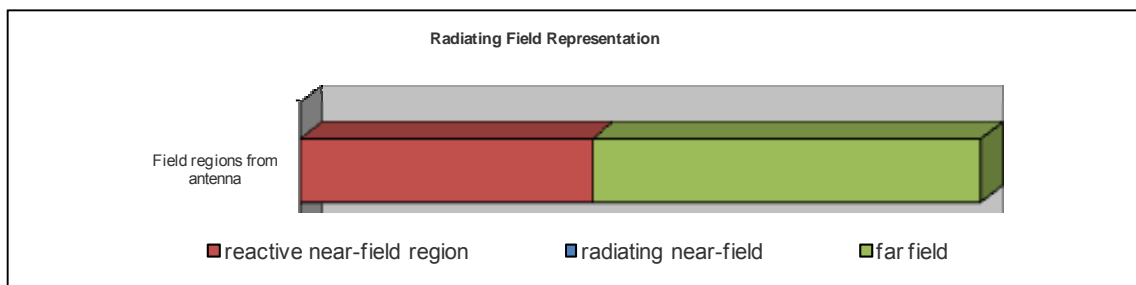 Radiating Field Representation
Field regions from
antenna
reactive near-field region
radiating near-field
far field